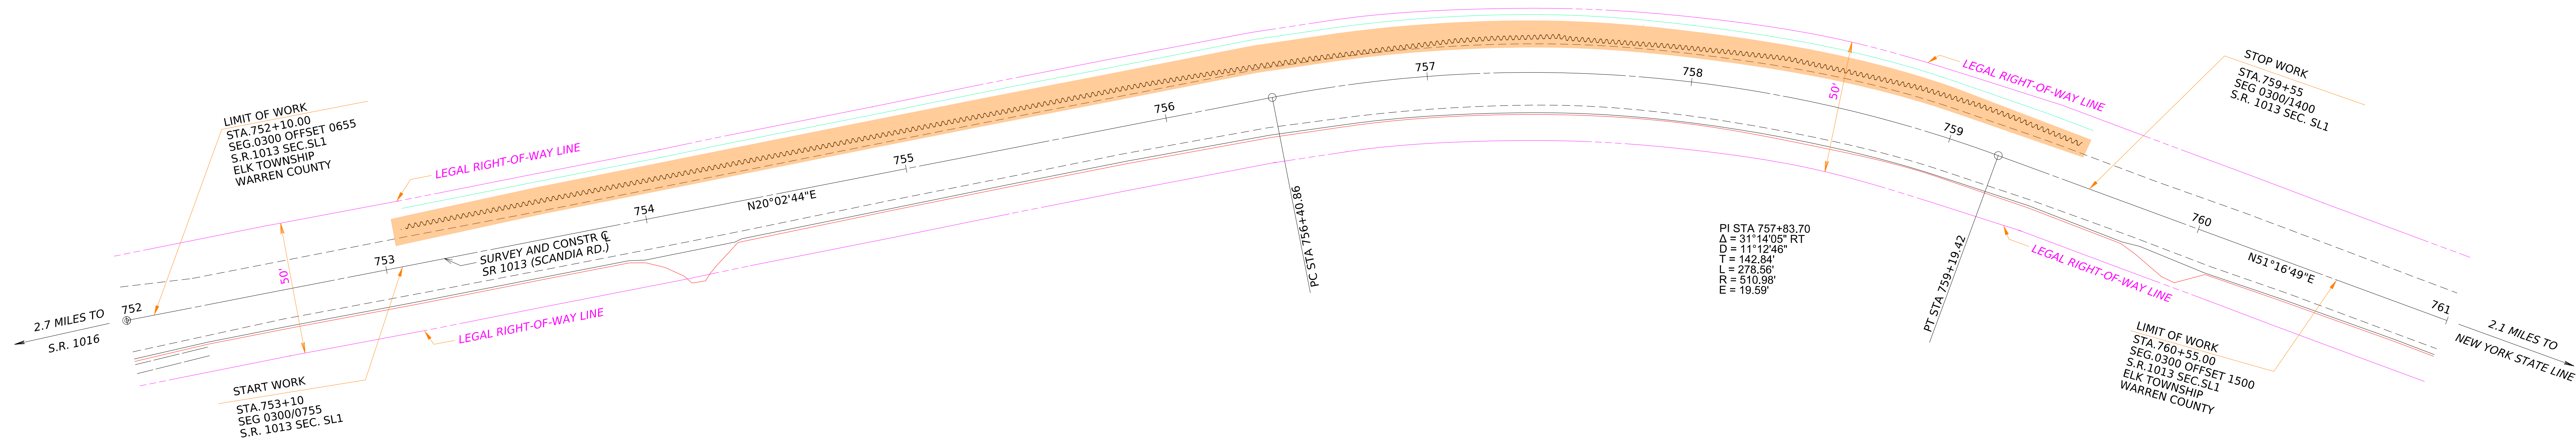 2.7 MILES TO
S.R. 1016
752
LIMIT OF WORK
STA.752+10.00
SEG.0300 OFFSET 0655
S.R.1013 SEC.SL1
ELK TOWNSHIP
WARREN COUNTY
50'
START WORK
STA.753+10
SEG 0300/0755
S.R. 1013 SEC. SL1
753
LEGAL RIGHT-OF-WAY LINE
LEGAL RIGHT-OF-WAY LINE
SURVEY AND CONSTR ℄
SR 1013 (SCANDIA RD.)
754
N20°02'44"E
755
756
PC STA 756+40.86
757
758
PI STA 757+83.70
Δ = 31°14'05" RT
D = 11°12'46"
T = 142.84'
L = 278.56'
R = 510.98'
E = 19.59'
50'
LEGAL RIGHT-OF-WAY LINE
759
PT STA 759+19.42
LEGAL RIGHT-OF-WAY LINE
STOP WORK
STA.759+55
SEG 0300/1400
S.R. 1013 SEC. SL1
760
N51°16'49"E
LIMIT OF WORK
STA.760+55.00
SEG.0300 OFFSET 1500
S.R.1013 SEC.SL1
ELK TOWNSHIP
WARREN COUNTY
761
2.1 MILES TO
NEW YORK STATE LINE